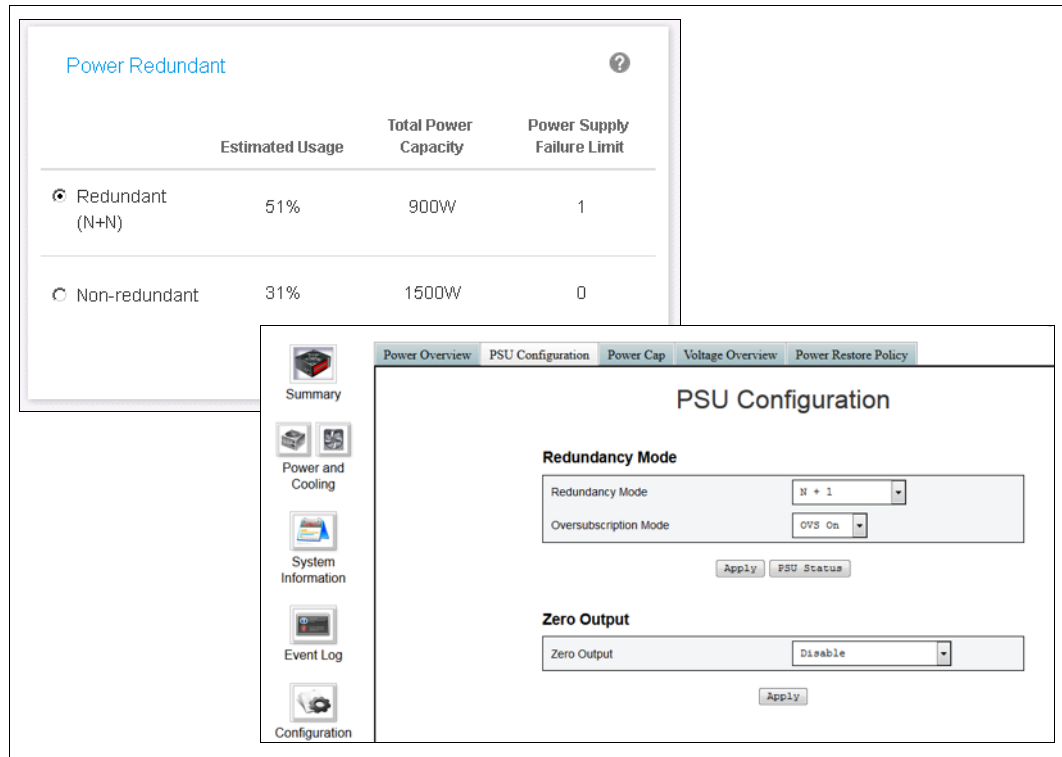 Power Redundant
?
Estimated Usage
Total Power Capacity
Power Supply Failure Limit
Redundant (N+N)
51%
900W
1
Non-redundant
31%
1500W
0
Summary
Power and Cooling
System Information
Event Log
Configuration
Power Overview
PSU Configuration
Power Cap
Voltage Overview
Power Restore Policy
PSU Configuration
Redundancy Mode
Redundancy Mode
N + 1
Oversubscription Mode
OVS On
Apply
PSU Status
Zero Output
Zero Output
Disable
Apply